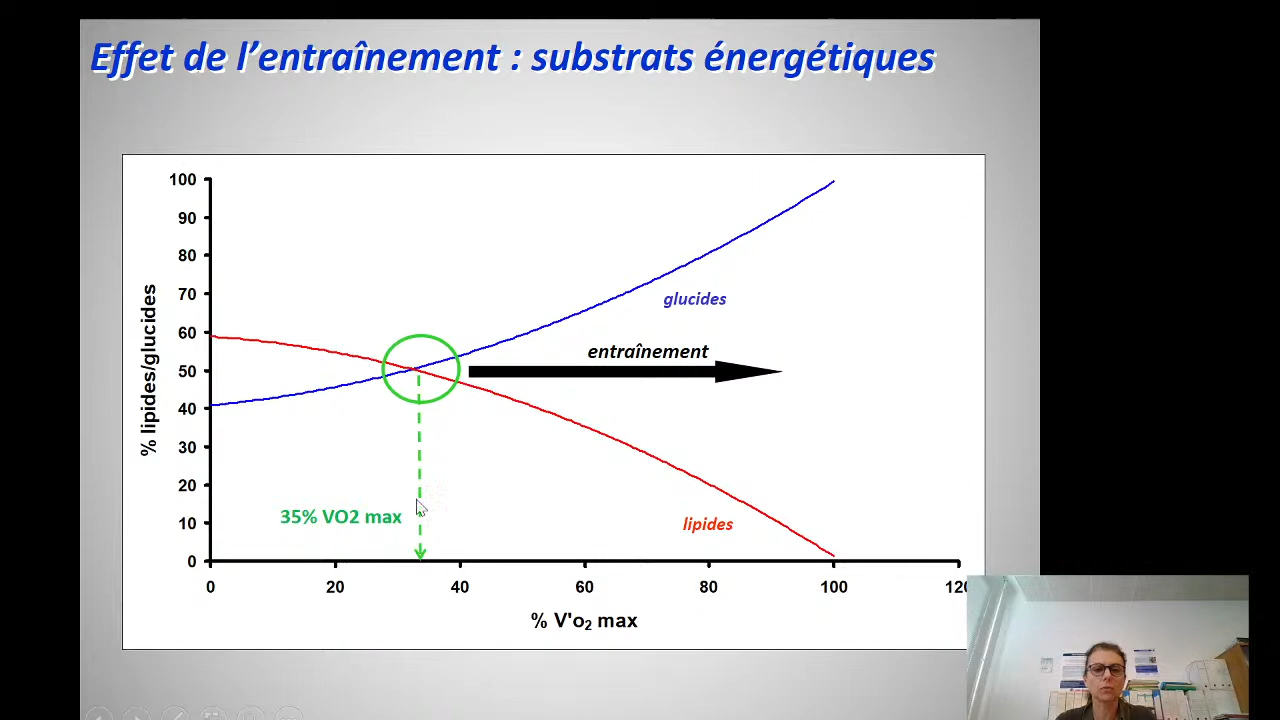 Effet de l’entraînement : substrats énergétiques
100
90
80
70
60
50
40
30
20
10
0
% lipides/glucides
glucides
entraînement
35% VO2 max
lipides
0
20
40
60
80
100
120
% V'o₂ max